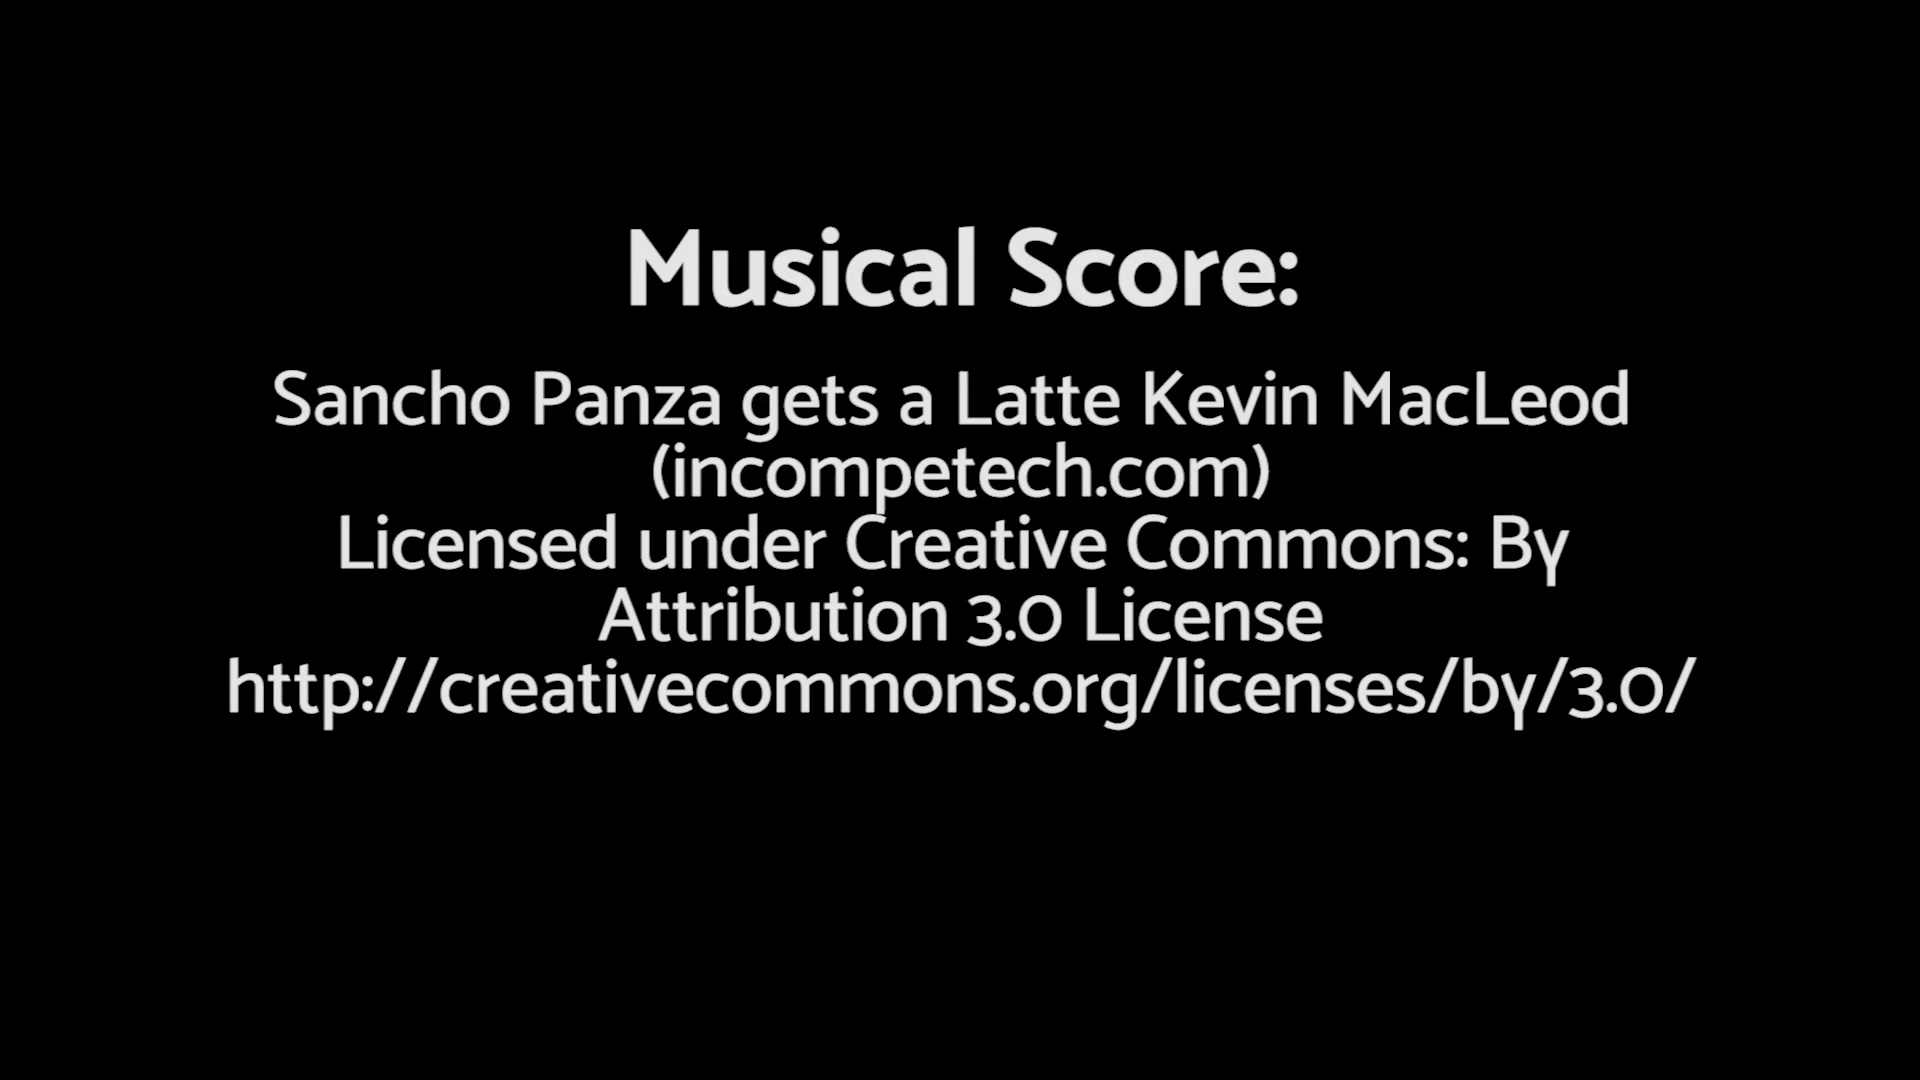 Musical Score:
Sancho Panza gets a Latte Kevin MacLeod
(incompetech.com)
Licensed under Creative Commons: By
Attribution 3.0 License
http://creativecommons.org/licenses/by/3.0/